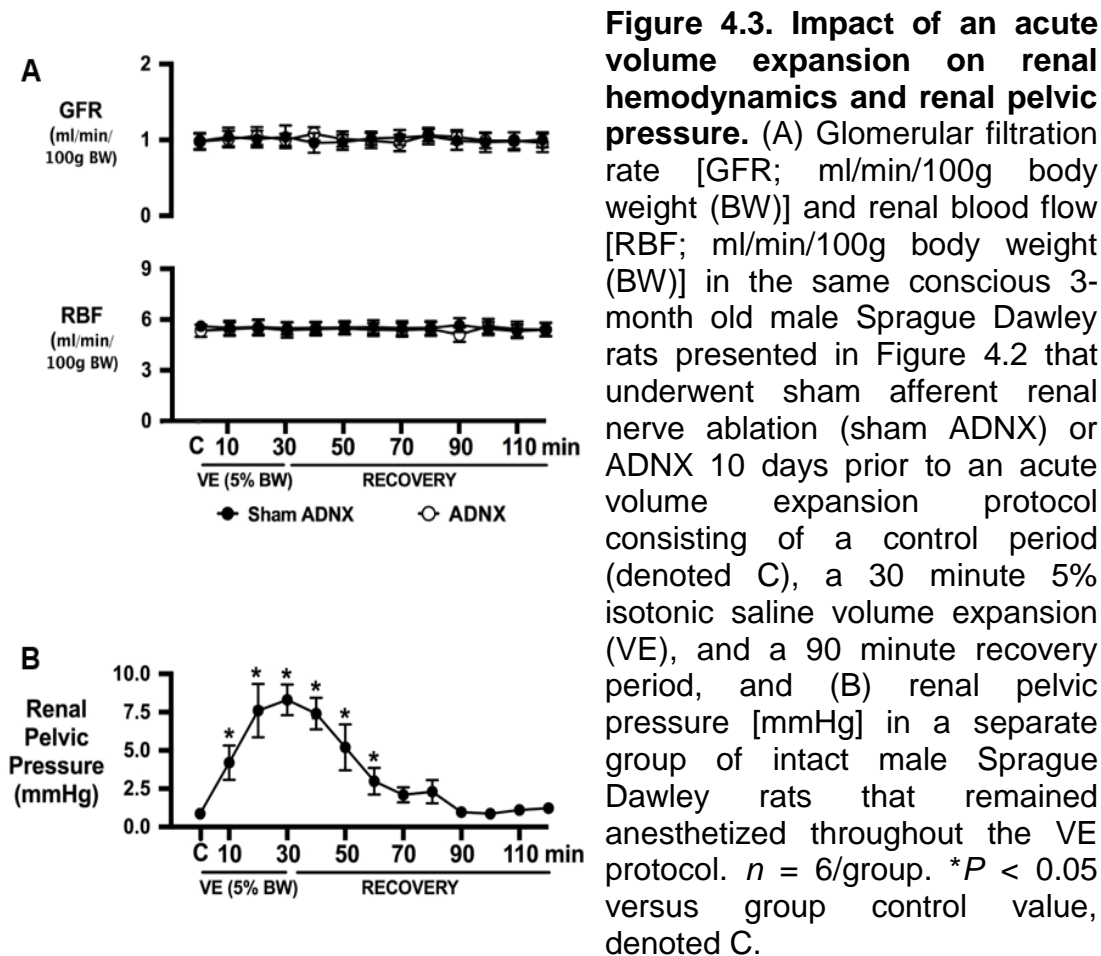 A
GFR
(ml/min/
100g BW)
2
1
0
RBF
(ml/min/
100g BW)
9
6
3
0
C 10 30 50 70 90 110 min
VE (5% BW) RECOVERY
Sham ADNX ADNX
B
Renal
Pelvic
Pressure
(mmHg)
10.0
7.5
5.0
2.5
0.0
* * * * * *
C 10 30 50 70 90 110 min
VE (5% BW) RECOVERY
Figure 4.3. Impact of an acute
volume expansion on renal
hemodynamics and renal pelvic
pressure. (A) Glomerular filtration
rate [GFR; ml/min/100g body
weight (BW)] and renal blood flow
[RBF; ml/min/100g body weight
(BW)] in the same conscious 3-
month old male Sprague Dawley
rats presented in Figure 4.2 that
underwent sham afferent renal
nerve ablation (sham ADNX) or
ADNX 10 days prior to an acute
volume expansion protocol
consisting of a control period
(denoted C), a 30 minute 5%
isotonic saline volume expansion
(VE), and a 90 minute recovery
period, and (B) renal pelvic
pressure [mmHg] in a separate
group of intact male Sprague
Dawley rats that remained
anesthetized throughout the VE
protocol. n = 6/group. *P < 0.05
versus group control value,
denoted C.